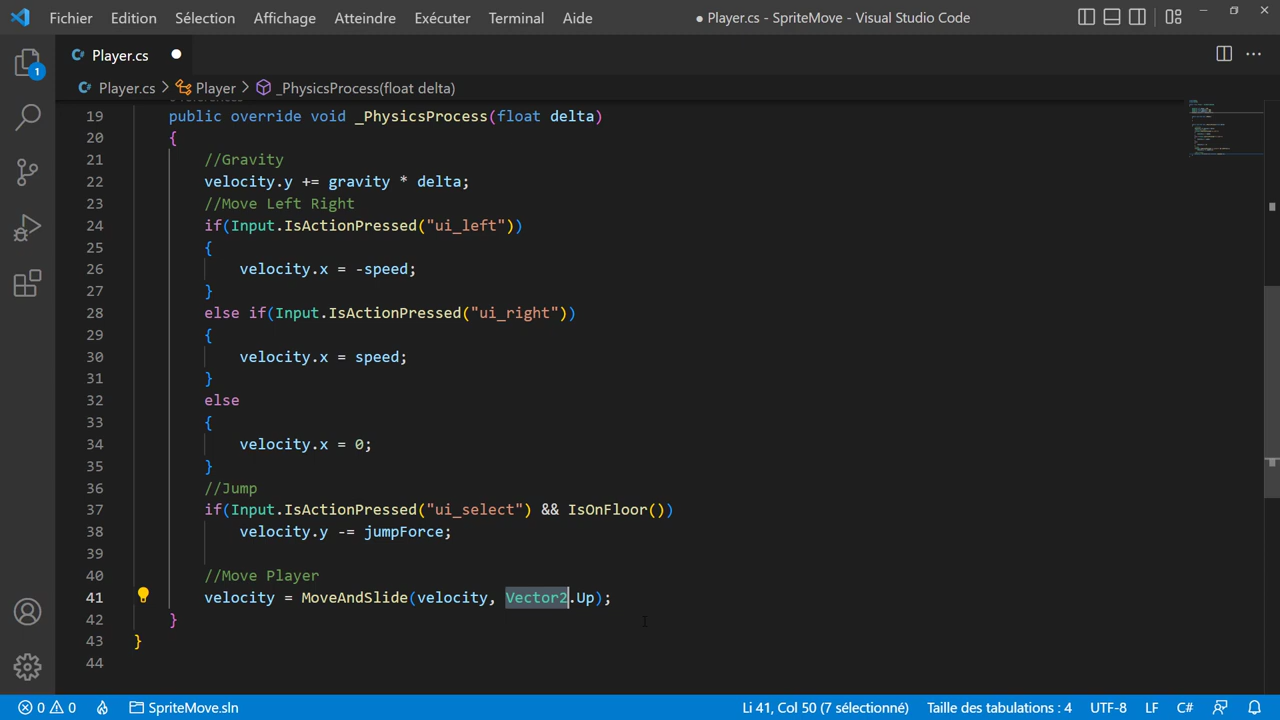 Fichier Edition Sélection Affichage Atteindre Exécuter Terminal Aide ● Player.cs - SpriteMove - Visual Studio Code
Player.cs ●
Player.cs > Player > _PhysicsProcess(float delta)
19 public override void _PhysicsProcess(float delta)
20 {
21 //Gravity
22 velocity.y += gravity * delta;
23 //Move Left Right
24 if(Input.IsActionPressed("ui_left"))
25 {
26 velocity.x = -speed;
27 }
28 else if(Input.IsActionPressed("ui_right"))
29 {
30 velocity.x = speed;
31 }
32 else
33 {
34 velocity.x = 0;
35 }
36 //Jump
37 if(Input.IsActionPressed("ui_select") && IsOnFloor())
38 velocity.y -= jumpForce;
39
40 //Move Player
41 velocity = MoveAndSlide(velocity, Vector2.Up);
42 }
43 }
44
1
0 0 SpriteMove.sln Li 41, Col 50 (7 sélectionné) Taille des tabulations : 4 UTF-8 LF C#